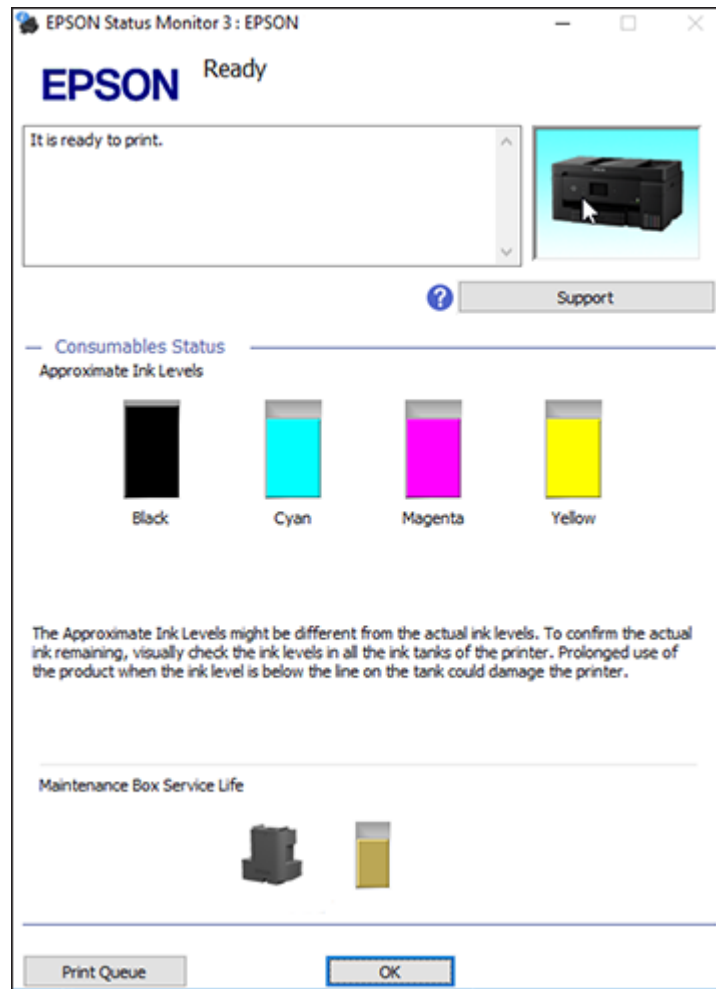 EPSON Status Monitor 3 : EPSON
EPSON
Ready
It is ready to print.
Support
Consumables Status
Approximate Ink Levels
Black
Cyan
Magenta
Yellow
The Approximate Ink Levels might be different from the actual ink levels. To confirm the actual
ink remaining, visually check the ink levels in all the ink tanks of the printer. Prolonged use of
the product when the ink level is below the line on the tank could damage the printer.
Maintenance Box Service Life
Print Queue
OK